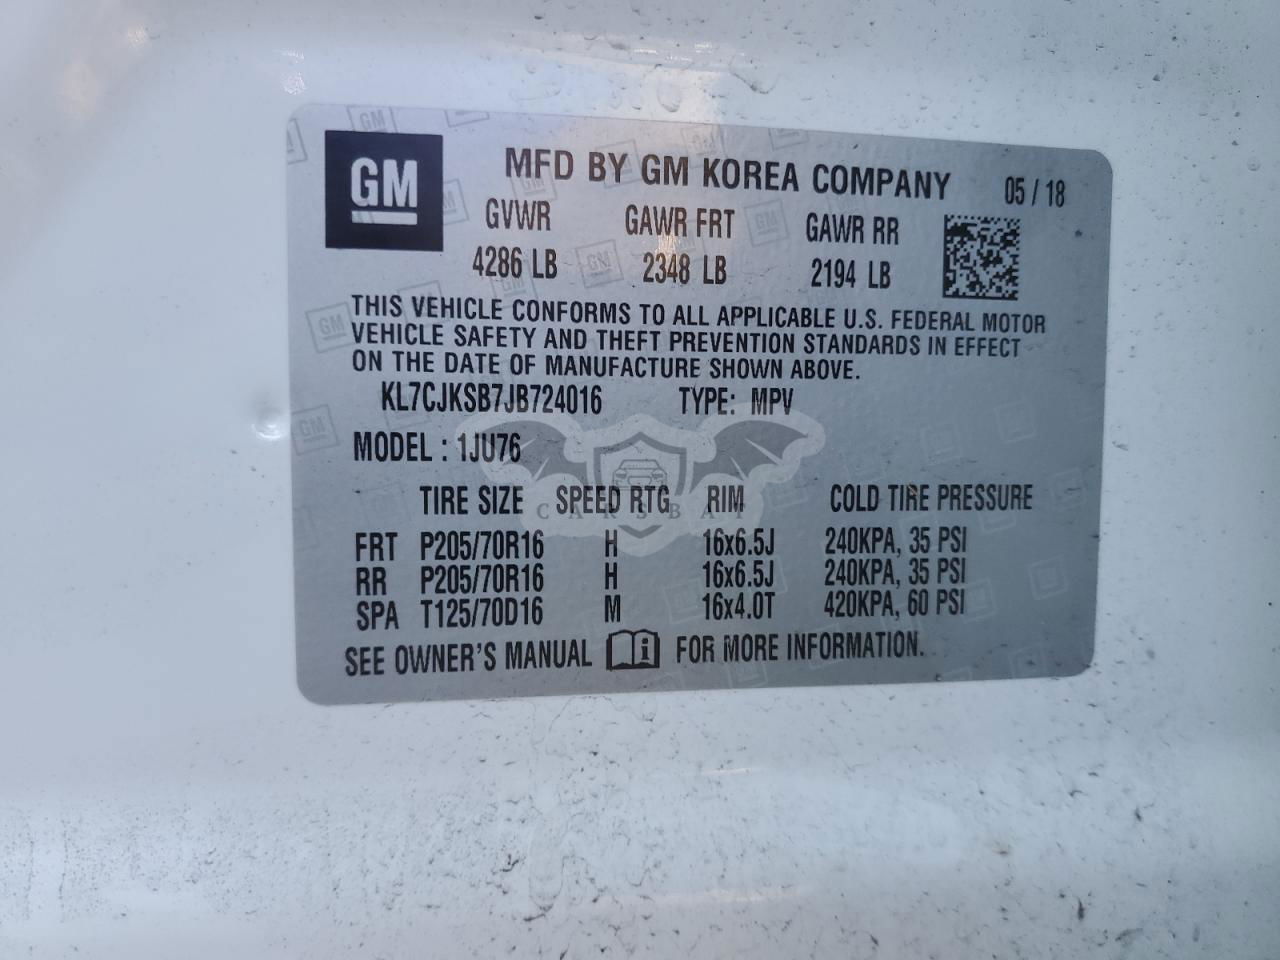 GM MFD BY GM KOREA COMPANY 05 / 18
GVWR GAWR FRT GAWR RR
4286 LB 2348 LB 2194 LB
THIS VEHICLE CONFORMS TO ALL APPLICABLE U.S. FEDERAL MOTOR
VEHICLE SAFETY AND THEFT PREVENTION STANDARDS IN EFFECT
ON THE DATE OF MANUFACTURE SHOWN ABOVE.
KL7CJKSB7JB724016 TYPE: MPV
MODEL : 1JU76
TIRE SIZE SPEED RTG RIM COLD TIRE PRESSURE
CARSBAT
FRT P205/70R16 H 16x6.5J 240KPA, 35 PSI
RR P205/70R16 H 16x6.5J 240KPA, 35 PSI
SPA T125/70D16 M 16x4.0T 420KPA, 60 PSI
SEE OWNER'S MANUAL i FOR MORE INFORMATION.